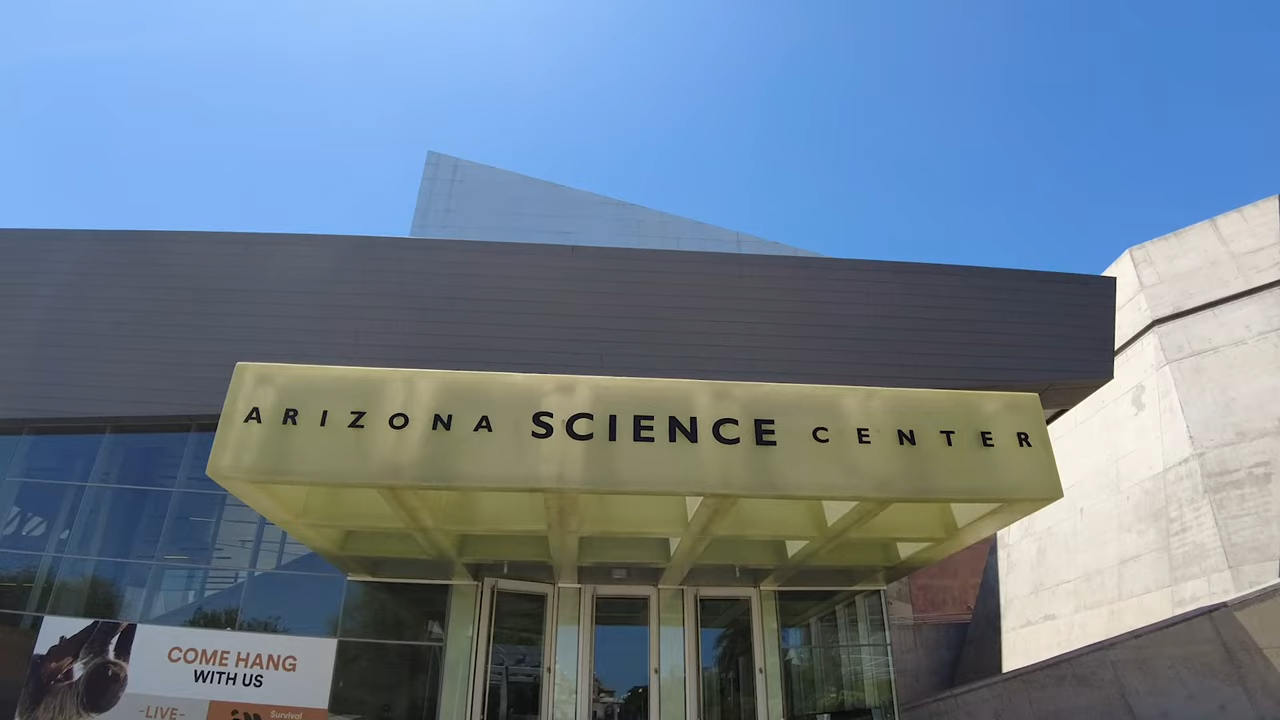 ARIZONA SCIENCE CENTER
COME HANG
WITH US
-LIVE-
Survival